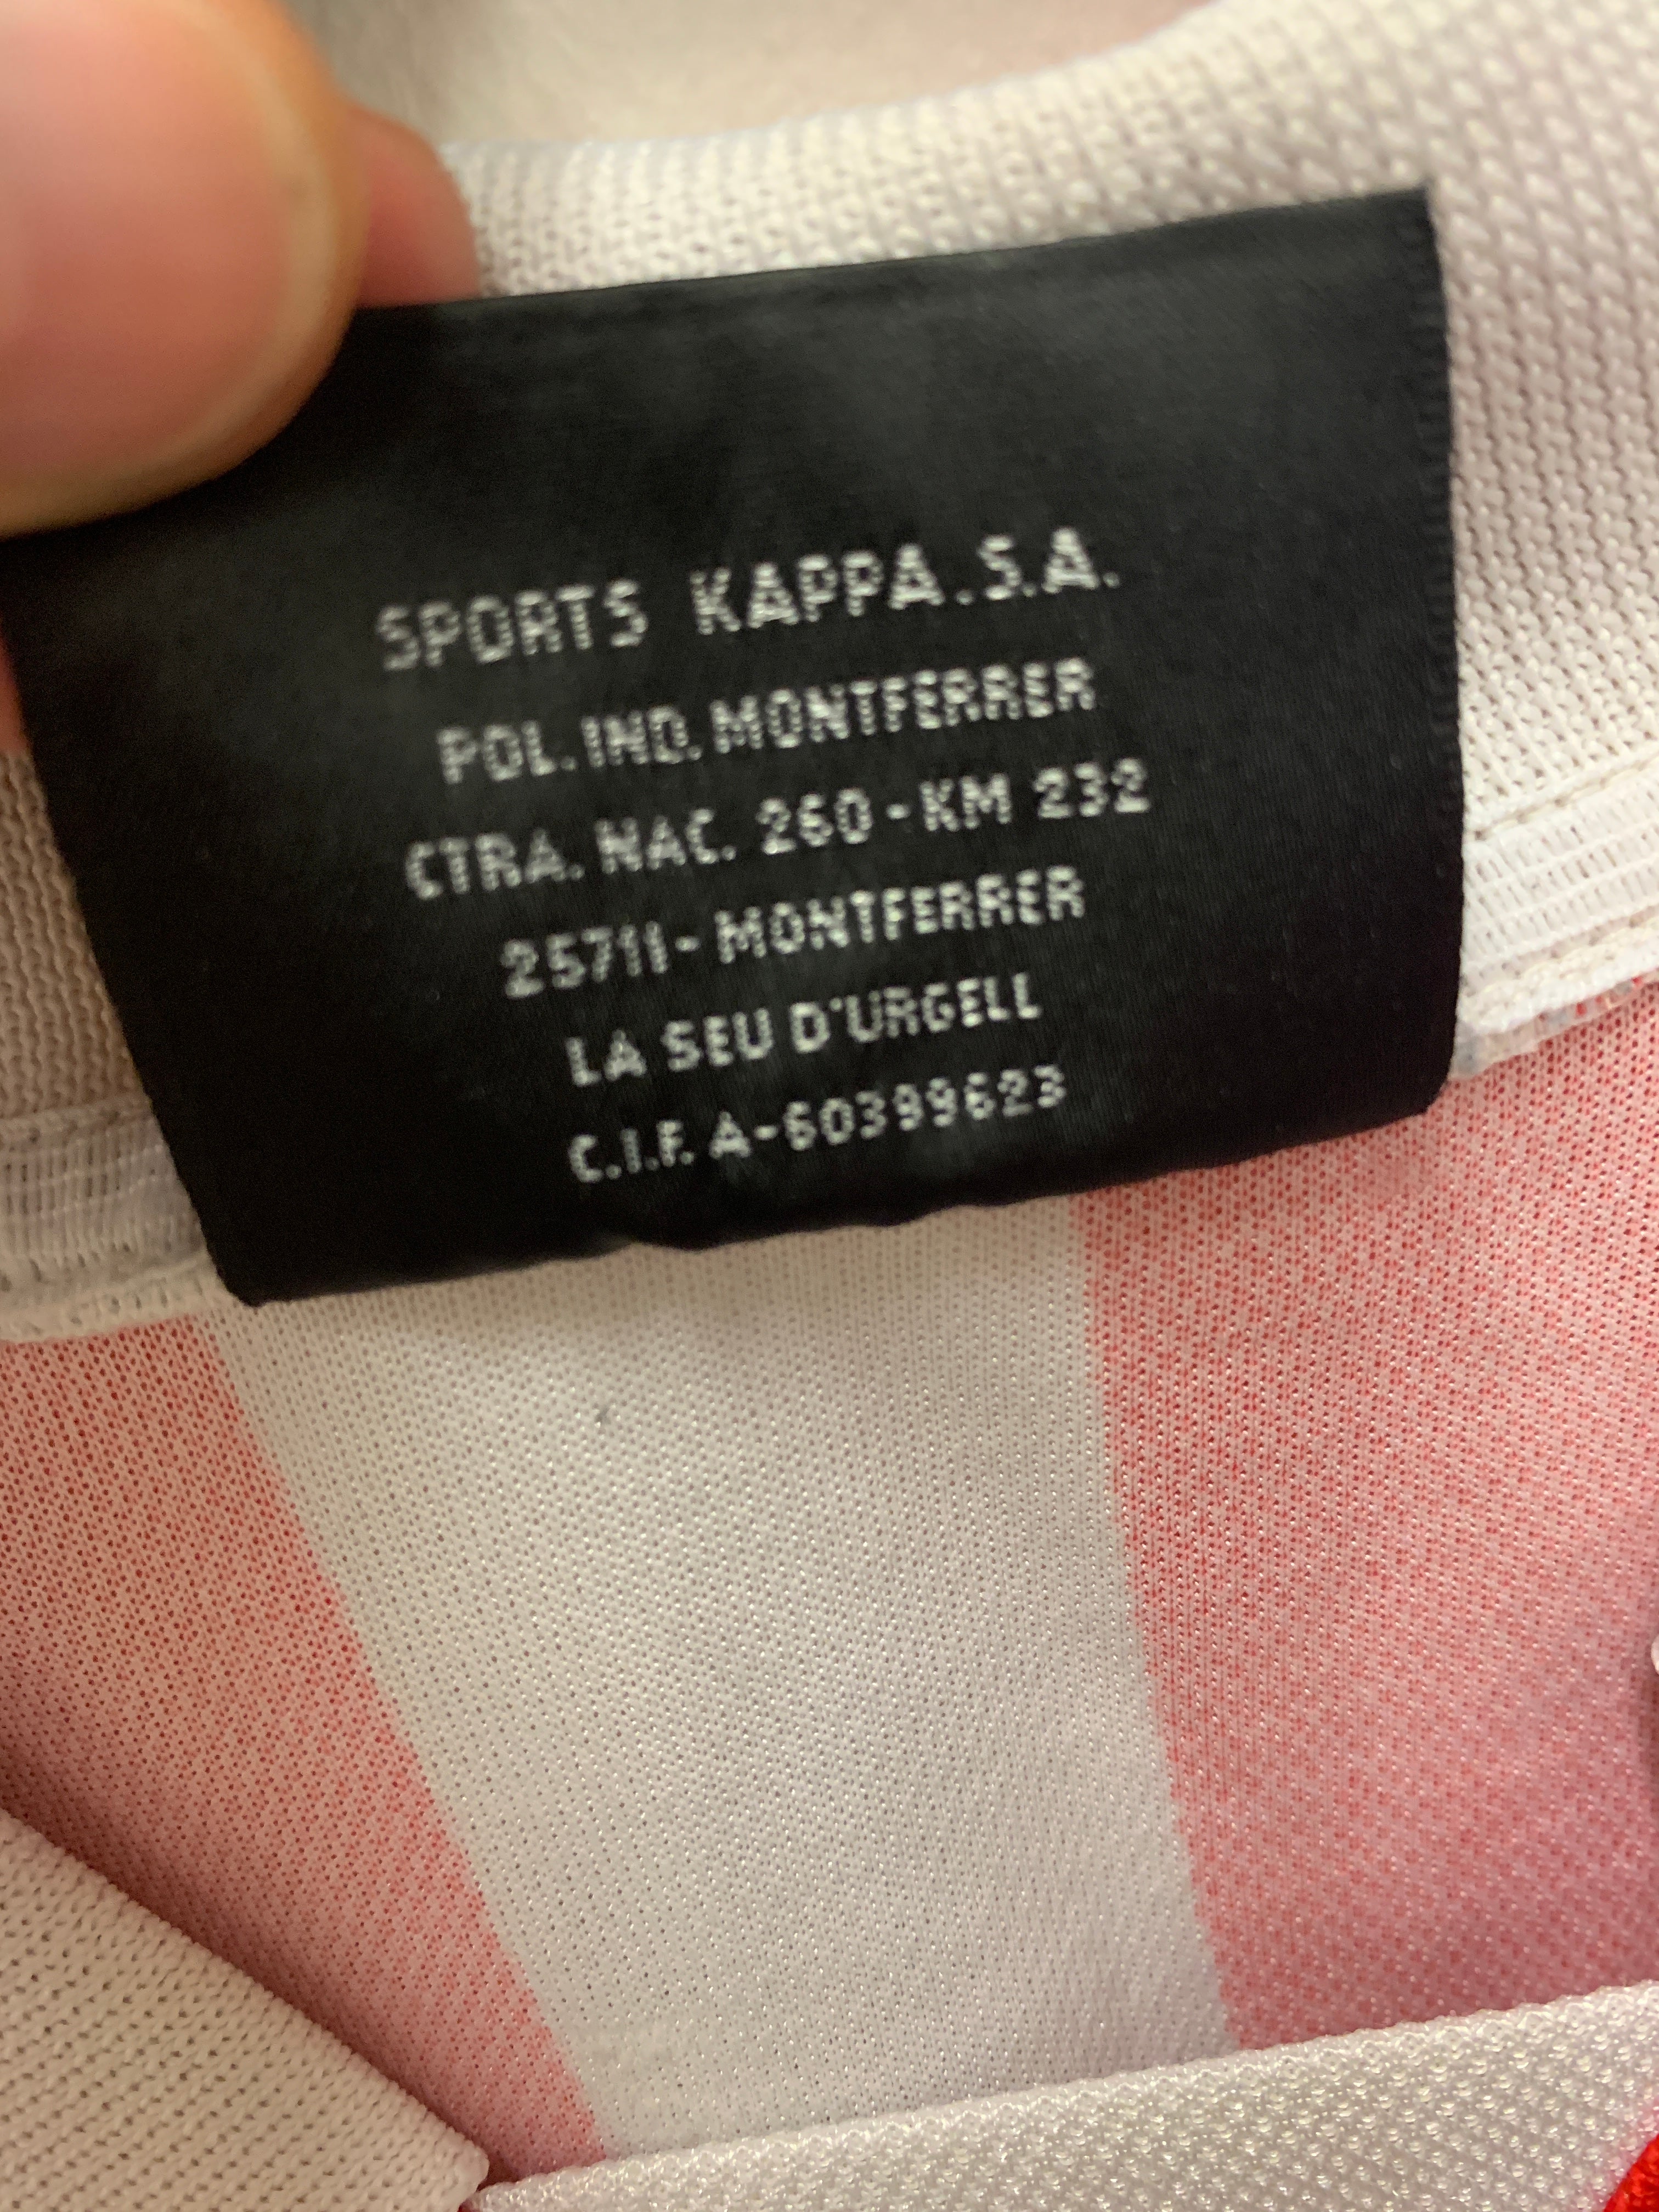 SPORTS KAPPA.S.A.
POL.IND.MONTFERRER
CTRA. NAC. 260-KM 232
25711-MONTFERRER
LA SEU D'URGELL
C.I.F. A-60399623